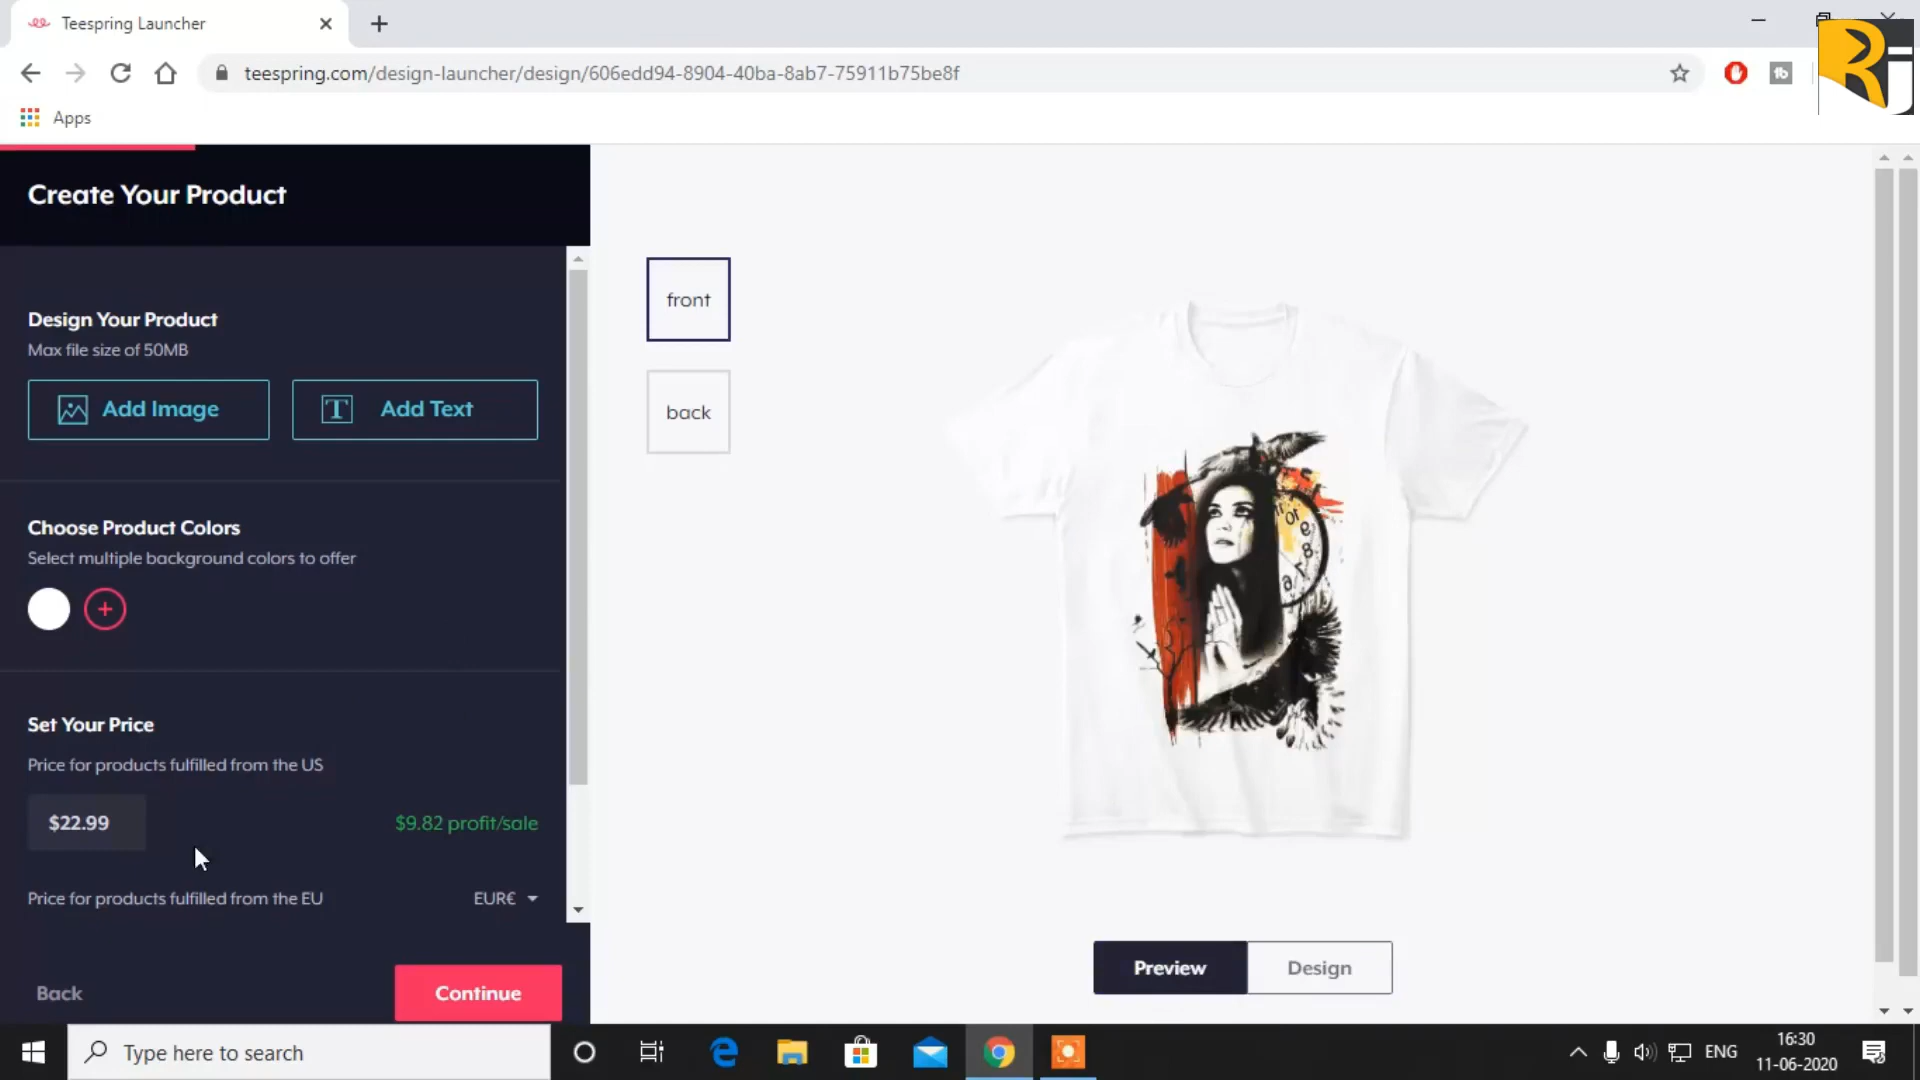 Teespring Launcher
teespring.com/design-launcher/design/606edd94-8904-40ba-8ab7-75911b75be8f
Apps
Create Your Product
Design Your Product
Max file size of 50MB
Add Image
Add Text
Choose Product Colors
Select multiple background colors to offer
Set Your Price
Price for products fulfilled from the US
$22.99
$9.82 profit/sale
Price for products fulfilled from the EU
EUR€
Back
Continue
front
back
Preview
Design
Type here to search
ENG
16:30
11-06-2020
RJ